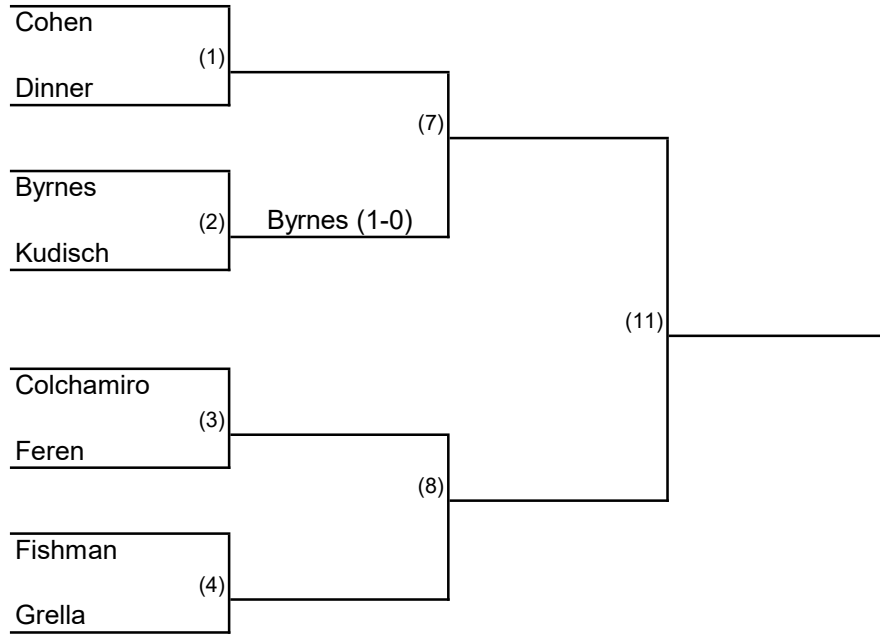 Cohen
(1)
Dinner
(7)
Byrnes
(2)
Byrnes (1-0)
Kudisch
(11)
Colchamiro
(3)
Feren
(8)
Fishman
(4)
Grella